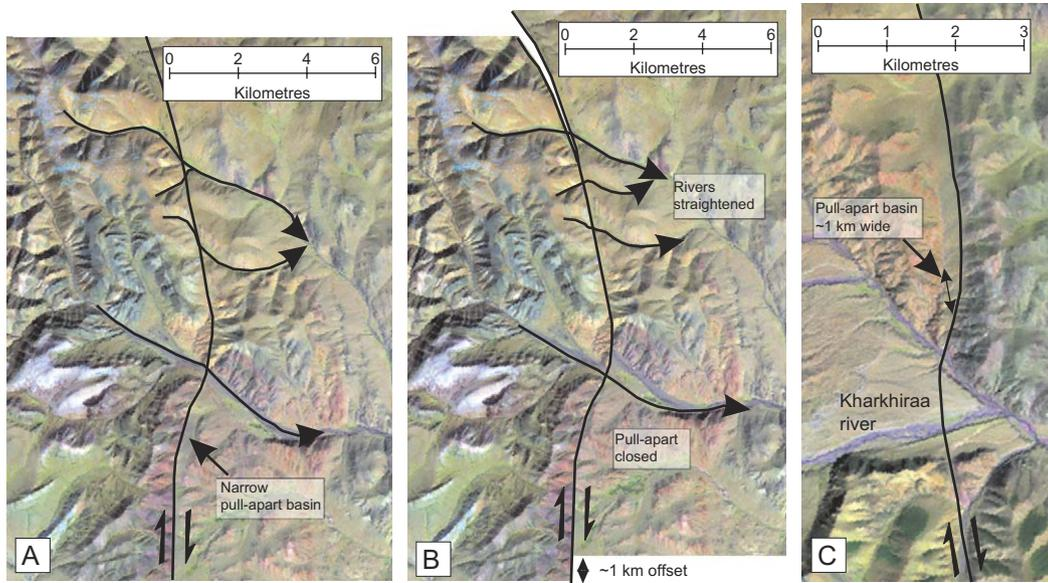 0 2 4 6
Kilometres
Narrow
pull-apart basin
A
0 2 4 6
Kilometres
Rivers
straightened
Pull-apart
closed
B
~1 km offset
0 1 2 3
Kilometres
Pull-apart basin
~1 km wide
Kharkhiraa
river
C